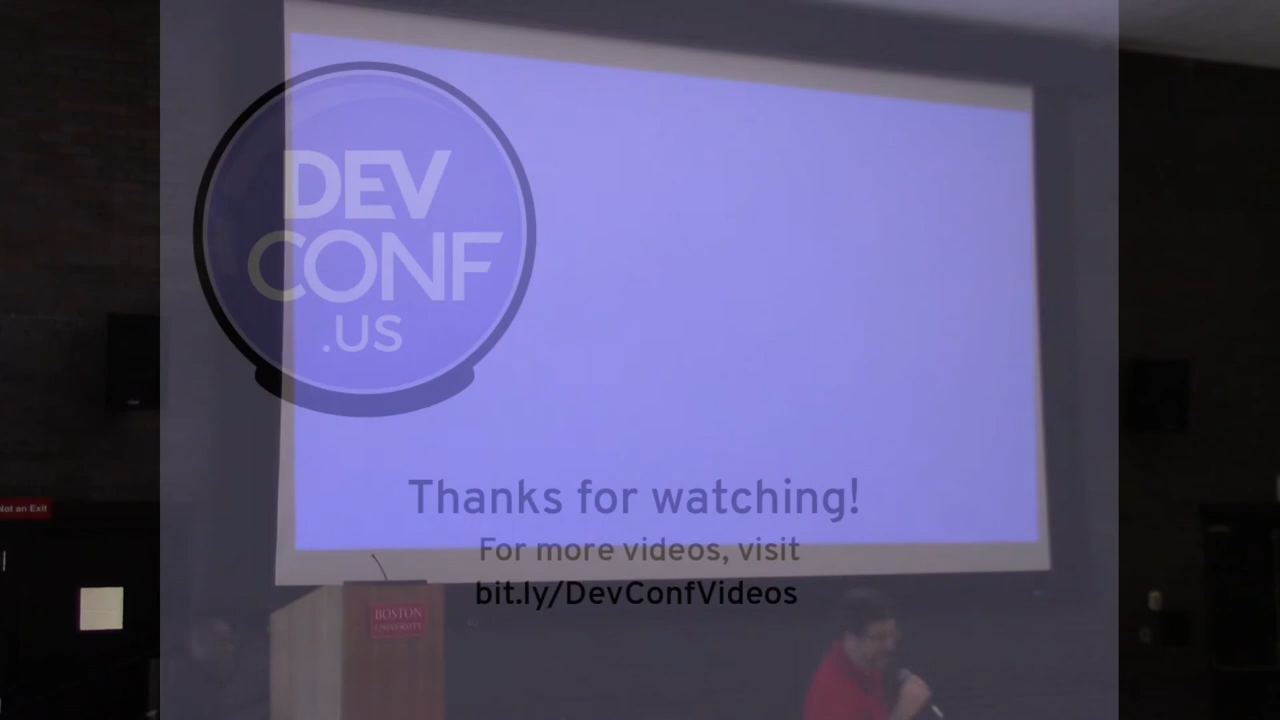 DEV
CONF
.US
Thanks for watching!
For more videos, visit
bit.ly/DevConfVideos
Not an Exit
BOSTON
UNIVERSITY